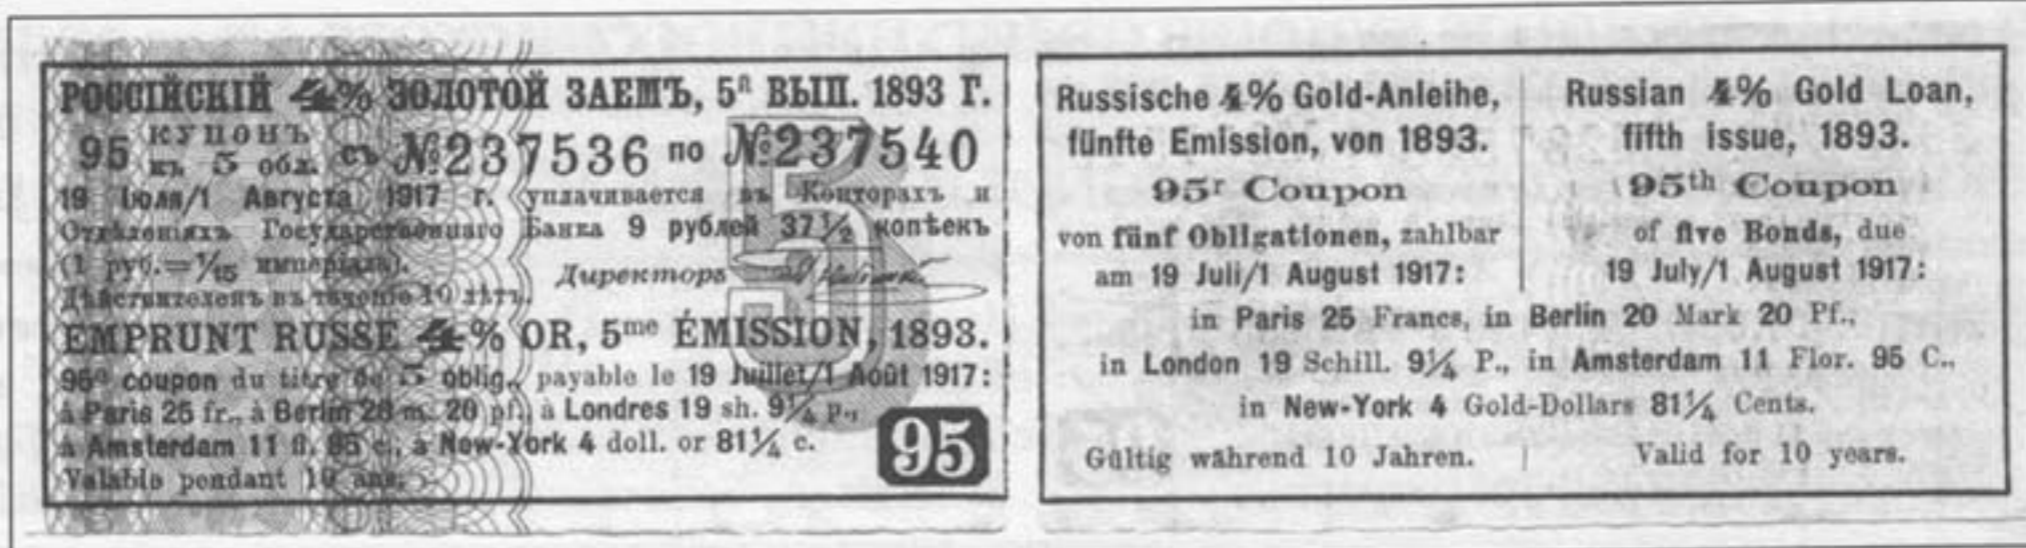 РОССІЙСКІЙ 4% ЗОЛОТОЙ ЗАЕМЪ, 5й ВЫП. 1893 Г.
95 КУПОНЪ къ 5 обл. съ №237536 по №237540
19 Іюля/1 Августа 1917 г. уплачивается въ Конторахъ и
Отдѣленіяхъ Государственнаго Банка 9 рублей 37½ копѣекъ
(1 руб.=1/15 имперіала).
Директоръ
Дѣйствителенъ въ теченіе 10 лѣтъ.
EMPRUNT RUSSE 4% OR, 5me ÉMISSION, 1893.
95e coupon du titre de 5 oblig., payable le 19 Juillet/1 Août 1917:
à Paris 25 fr., à Berlin 20 m. 20 pf., à Londres 19 sh. 9¼ p.,
à Amsterdam 11 fl. 95 c., à New-York 4 doll. or 81¼ c.
Valable pendant 10 ans.
95
Russische 4% Gold-Anleihe,
fünfte Emission, von 1893.
95r Coupon
von fünf Obligationen, zahlbar
am 19 Juli/1 August 1917:
Russian 4% Gold Loan,
fifth issue, 1893.
95th Coupon
of five Bonds, due
19 July/1 August 1917:
in Paris 25 Francs, in Berlin 20 Mark 20 Pf.,
in London 19 Schill. 9¼ P., in Amsterdam 11 Flor. 95 C.,
in New-York 4 Gold-Dollars 81¼ Cents.
Gültig während 10 Jahren.
Valid for 10 years.